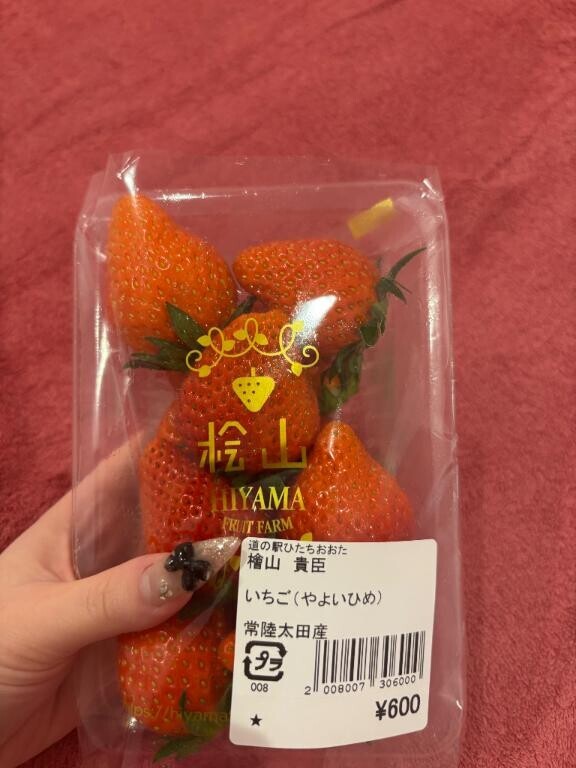 桧山
HIYAMA
FRUIT FARM
道の駅ひたちおおた
檜山 貴臣
いちご(やよいひめ)
常陸太田産
プラ
008
2 008007 306000
★
¥600